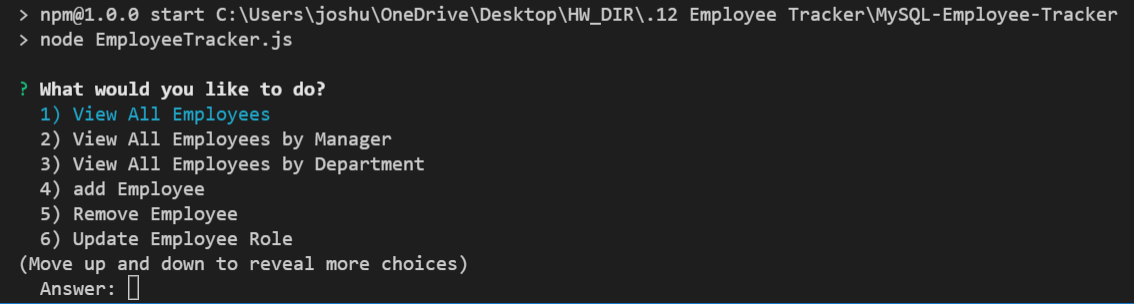 > npm@1.0.0 start C:\Users\joshu\OneDrive\Desktop\HW_DIR\.12 Employee Tracker\MySQL-Employee-Tracker
> node EmployeeTracker.js
? What would you like to do?
1) View All Employees
2) View All Employees by Manager
3) View All Employees by Department
4) add Employee
5) Remove Employee
6) Update Employee Role
(Move up and down to reveal more choices)
Answer: